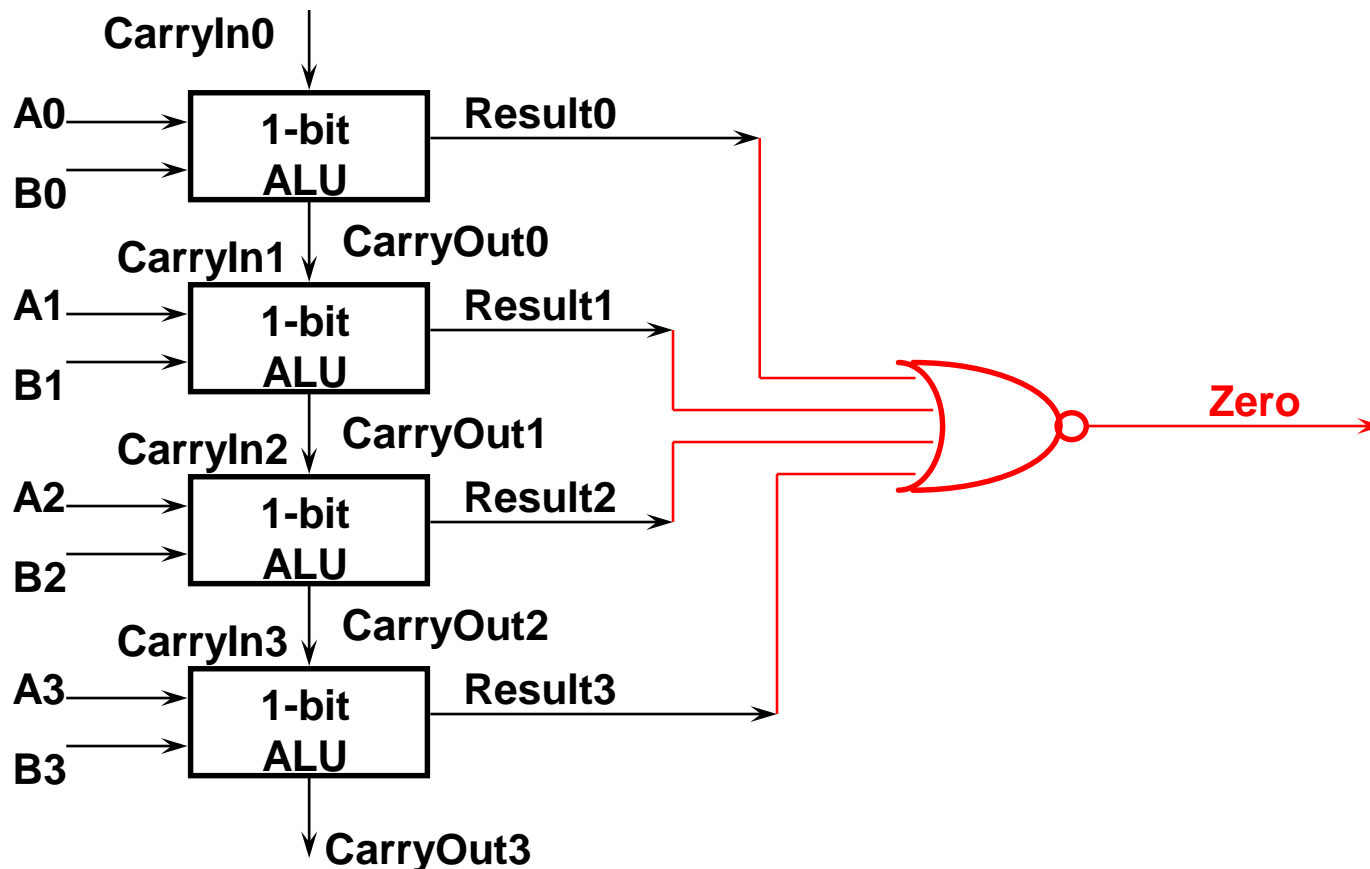 CarryIn0
A0
1-bit
ALU
Result0
B0
CarryIn1
CarryOut0
A1
1-bit
ALU
Result1
B1
Zero
CarryIn2
CarryOut1
A2
1-bit
ALU
Result2
B2
CarryIn3
CarryOut2
A3
1-bit
ALU
Result3
B3
CarryOut3